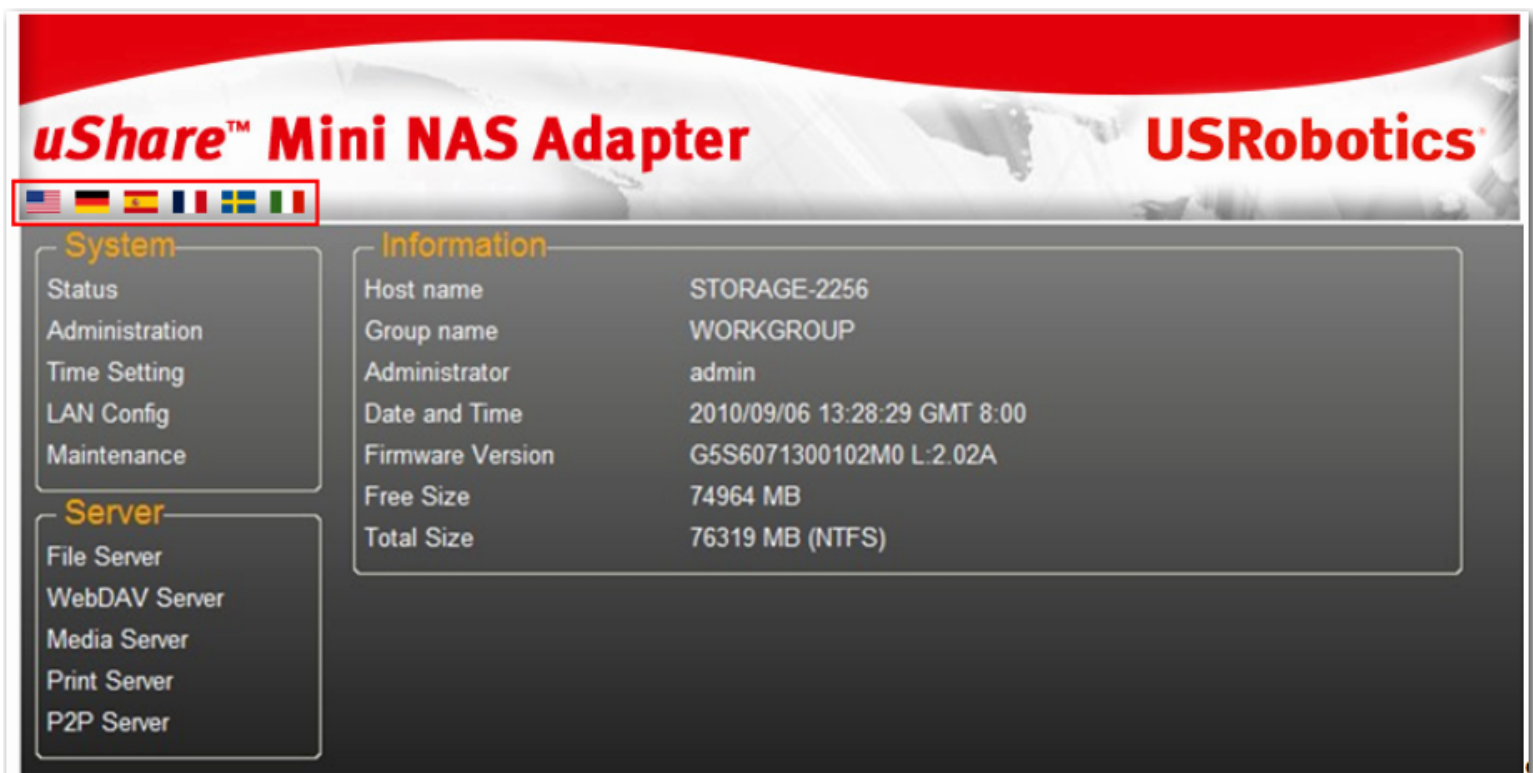 uShare™ Mini NAS Adapter
USRobotics
System
Status
Administration
Time Setting
LAN Config
Maintenance
Server
File Server
WebDAV Server
Media Server
Print Server
P2P Server
Information
Host name STORAGE-2256
Group name WORKGROUP
Administrator admin
Date and Time 2010/09/06 13:28:29 GMT 8:00
Firmware Version G5S6071300102M0 L:2.02A
Free Size 74964 MB
Total Size 76319 MB (NTFS)